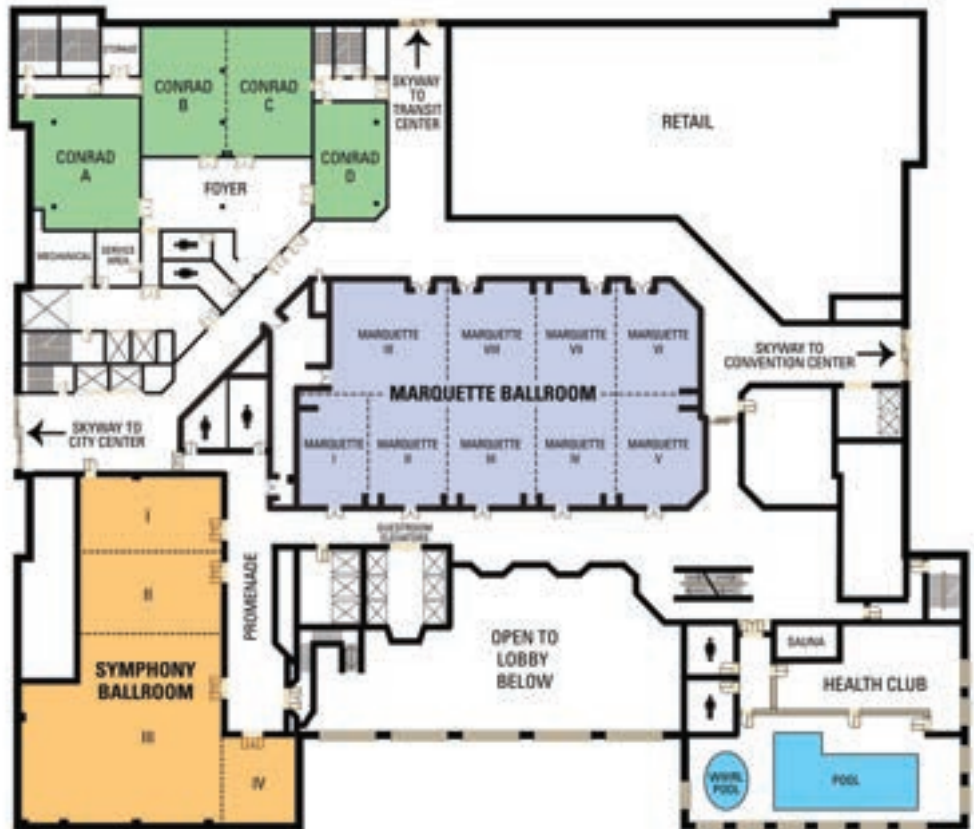 STORAGE
CONRAD
B
CONRAD
C
SKYWAY
TO
TRANSIT
CENTER
RETAIL
CONRAD
A
CONRAD
D
FOYER
MECHANICAL
SERVICE
AREA
MARQUETTE
MARQUETTE
VIII
MARQUETTE
VII
MARQUETTE
VI
SKYWAY TO
CONVENTION CENTER
MARQUETTE BALLROOM
SKYWAY TO
CITY CENTER
MARQUETTE
I
MARQUETTE
II
MARQUETTE
III
MARQUETTE
IV
MARQUETTE
V
GUESTROOM
ELEVATORS
I
II
PROMENADE
SYMPHONY
BALLROOM
III
IV
OPEN TO
LOBBY
BELOW
SAUNA
HEALTH CLUB
WHIRL
POOL
POOL